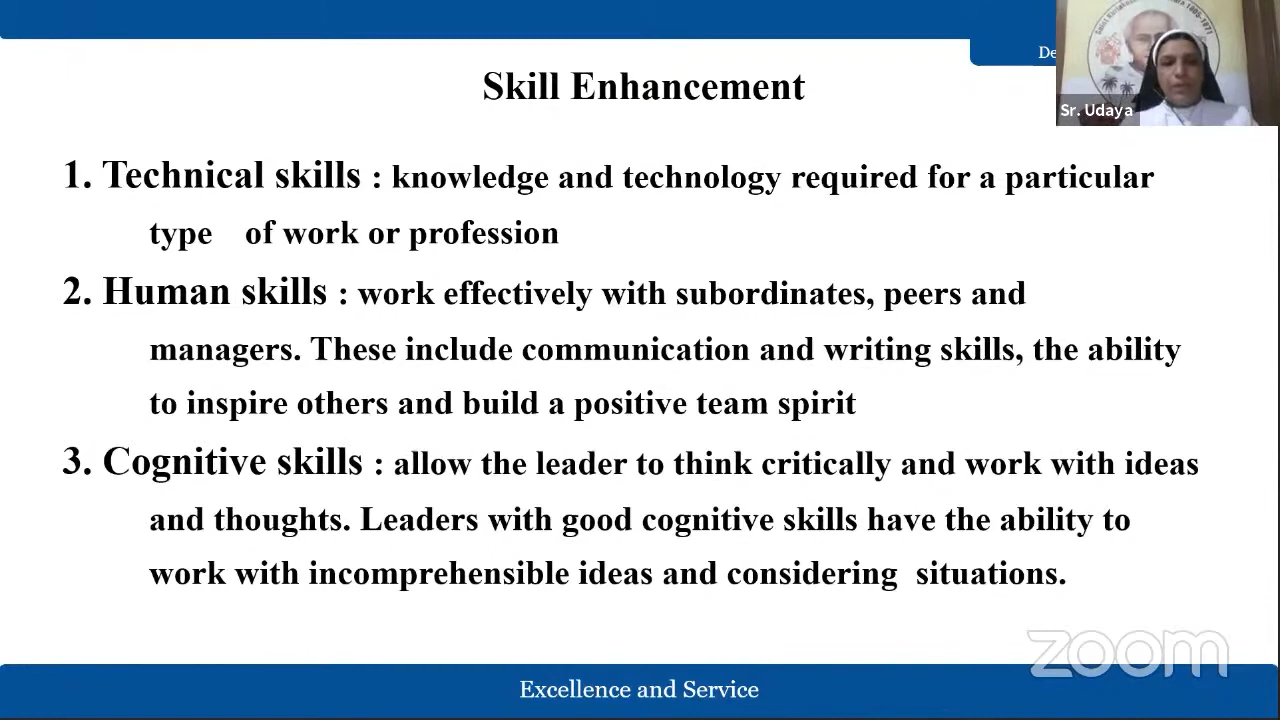 De
Skill Enhancement
Sr. Udaya
1. Technical skills : knowledge and technology required for a particular
type of work or profession
2. Human skills : work effectively with subordinates, peers and
managers. These include communication and writing skills, the ability
to inspire others and build a positive team spirit
3. Cognitive skills : allow the leader to think critically and work with ideas
and thoughts. Leaders with good cognitive skills have the ability to
work with incomprehensible ideas and considering situations.
zoom
Excellence and Service